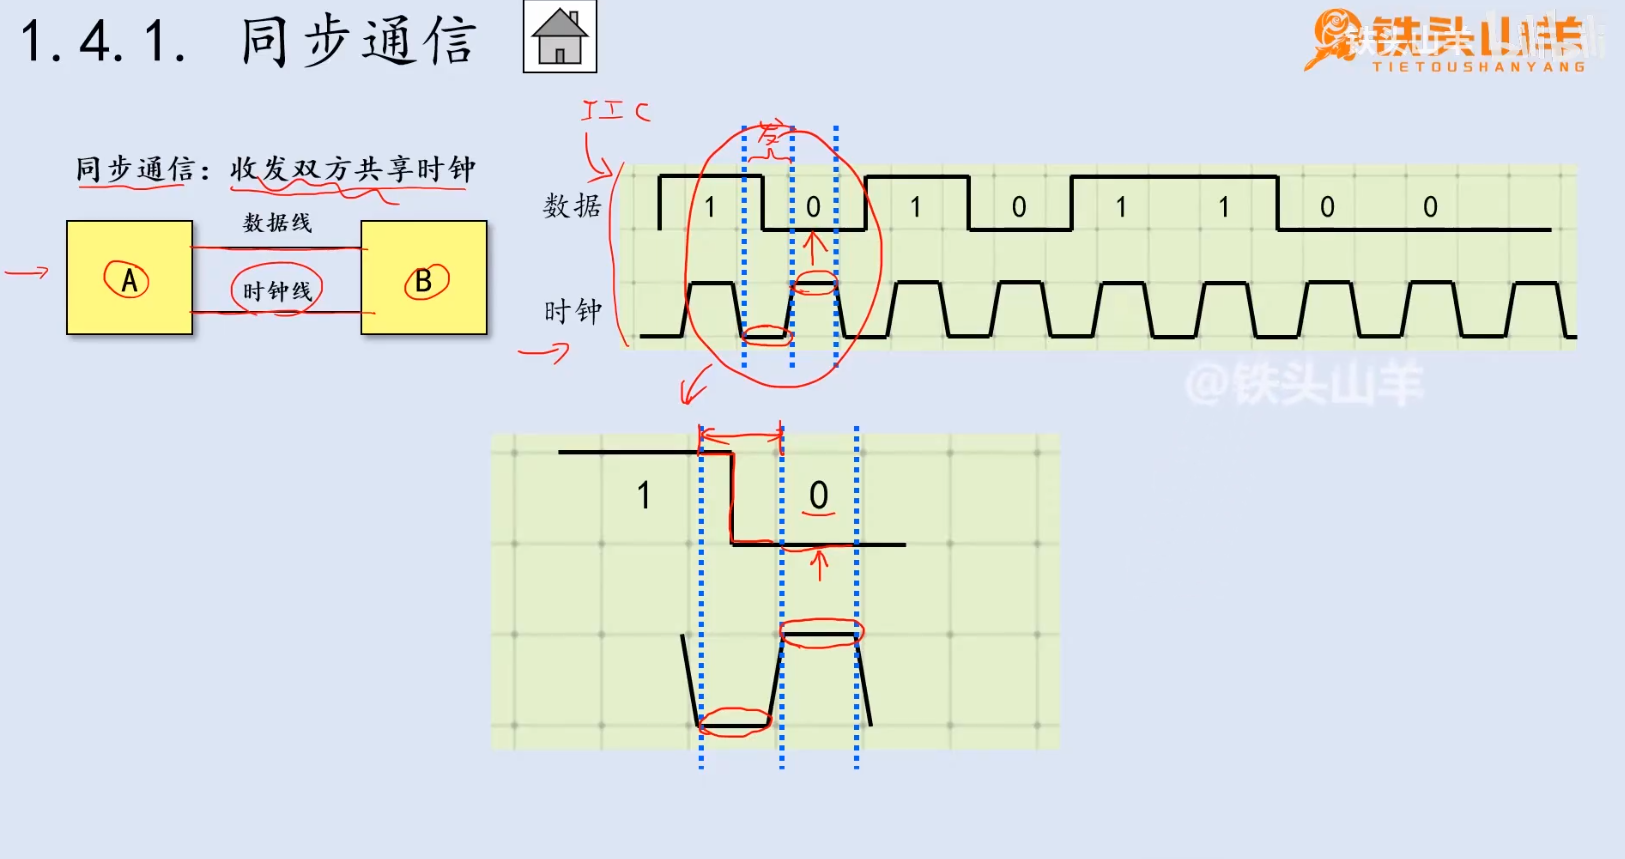 1.4.1. 同步通信
铁头山羊
TIETOUSHANYANG
IIC
发
同步通信：收发双方共享时钟
数据线
A
时钟线
B
数据
1 0 1 0 1 1 0 0
时钟
@铁头山羊
1 0